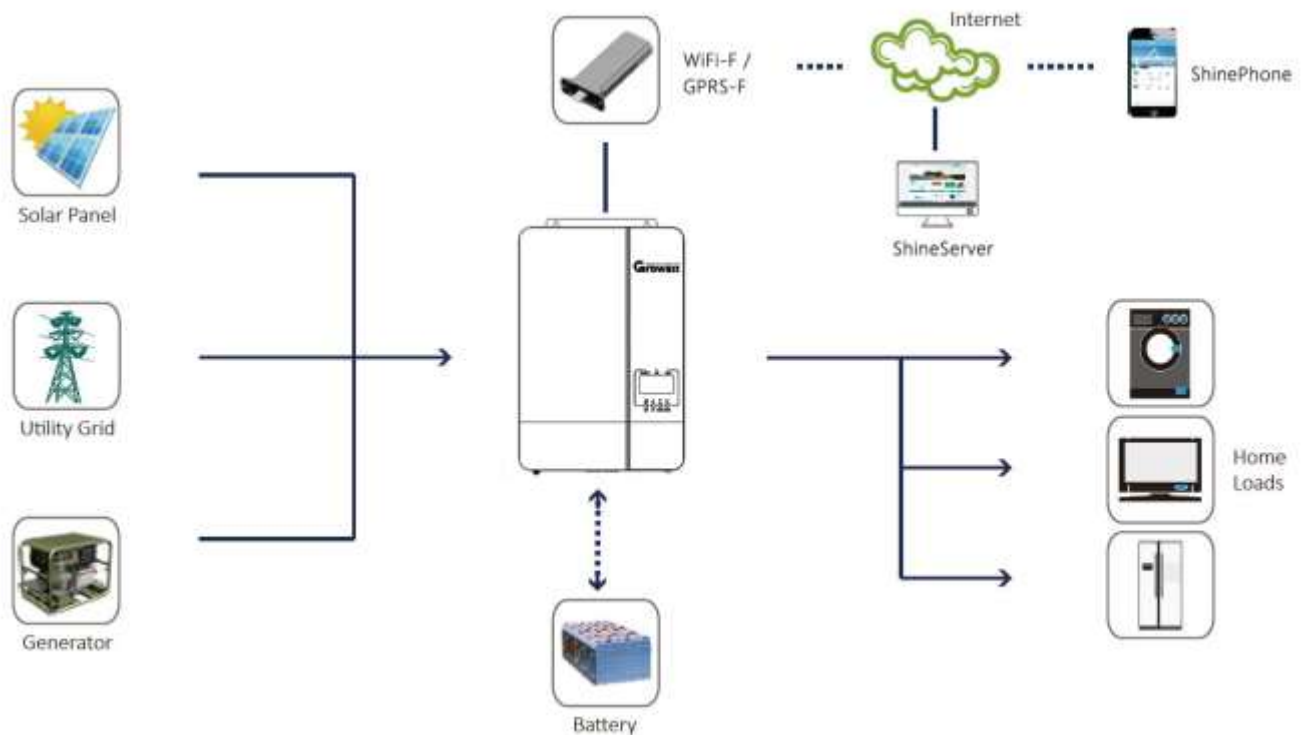 Internet
WiFi-F /
GPRS-F
ShinePhone
Solar Panel
ShineServer
Growatt
Utility Grid
Home
Loads
Generator
Battery